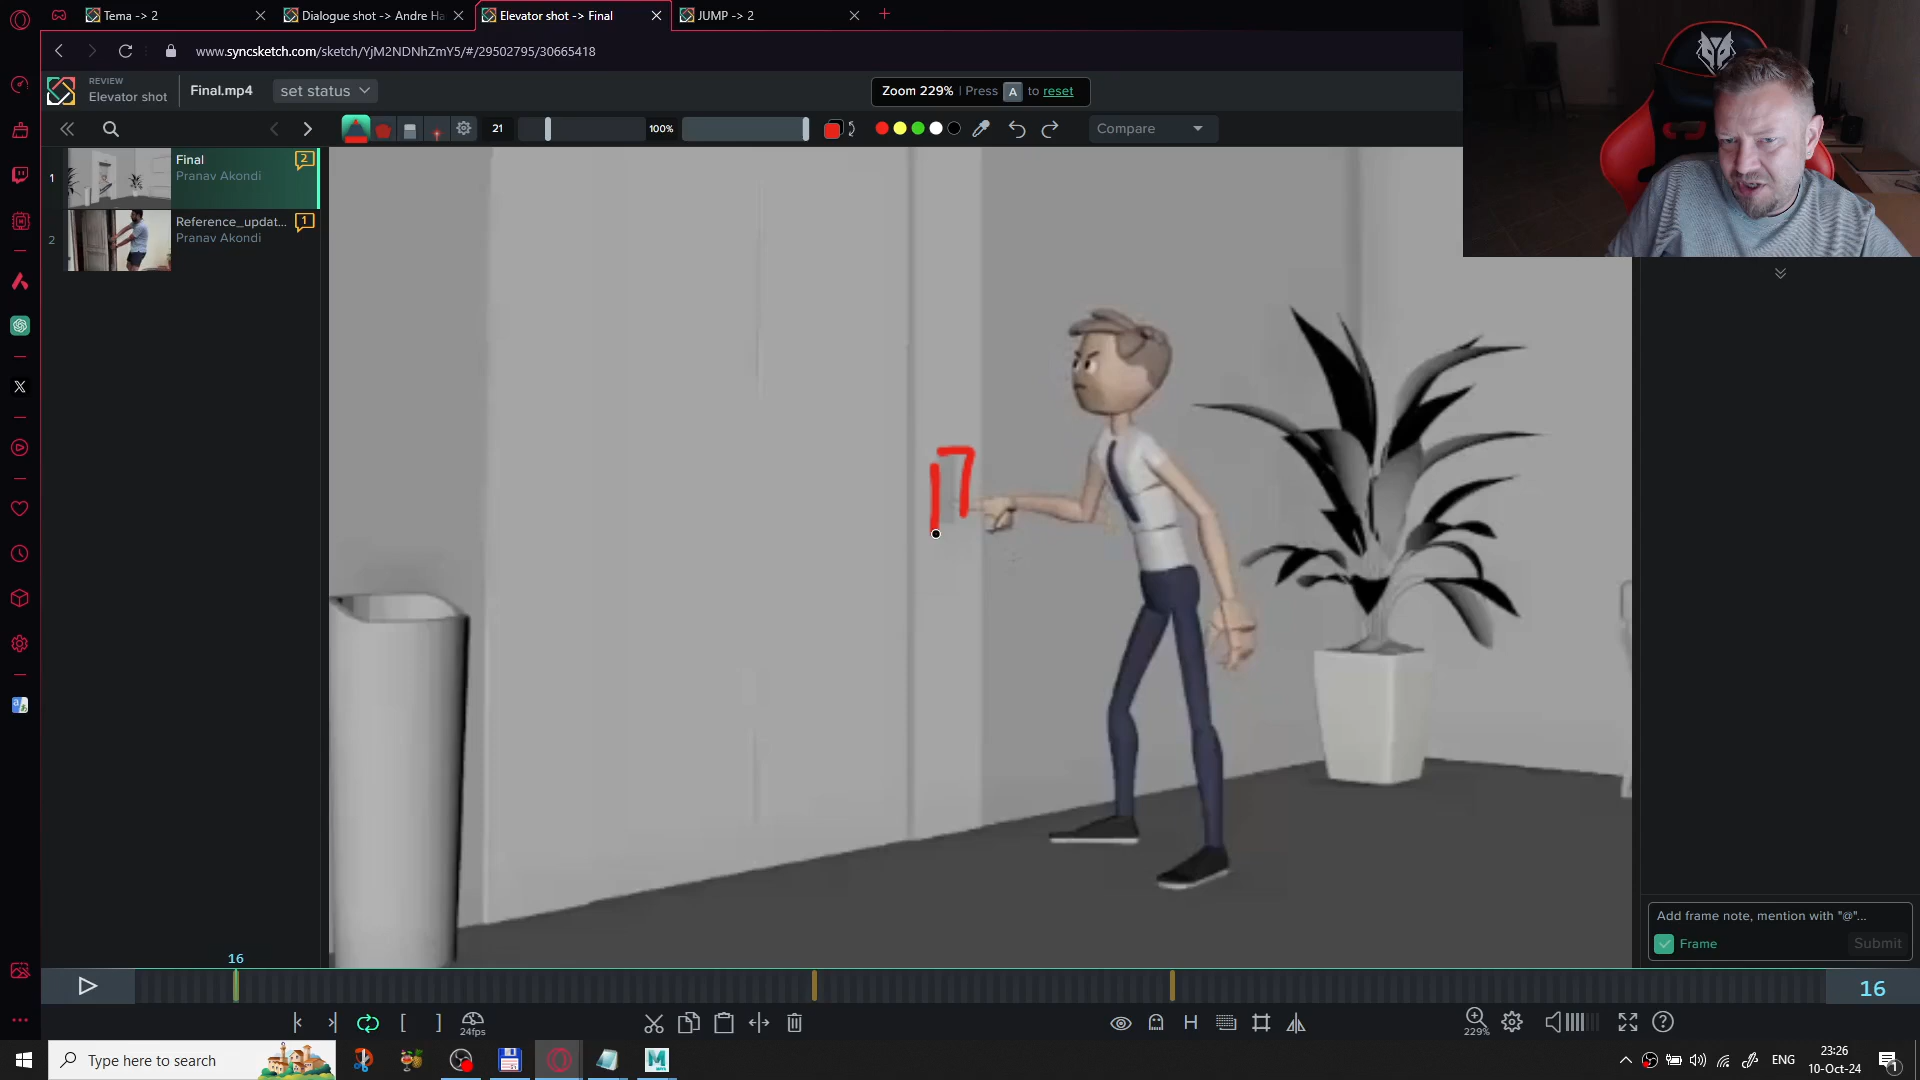 Tema -> 2
Dialogue shot -> Andre Ha
Elevator shot -> Final
JUMP -> 2
www.syncsketch.com/sketch/YjM2NDNhZmY5/#/29502795/30665418
REVIEW
Elevator shot
Final.mp4
set status
Zoom 229% | Press A to reset
21
100%
Compare
1
Final
Pranav Akondi
2
2
Reference_updat...
Pranav Akondi
1
Add frame note, mention with "@"...
Frame
Submit
16
16
24fps
H
229%
Type here to search
ENG
23:26
10-Oct-24
1